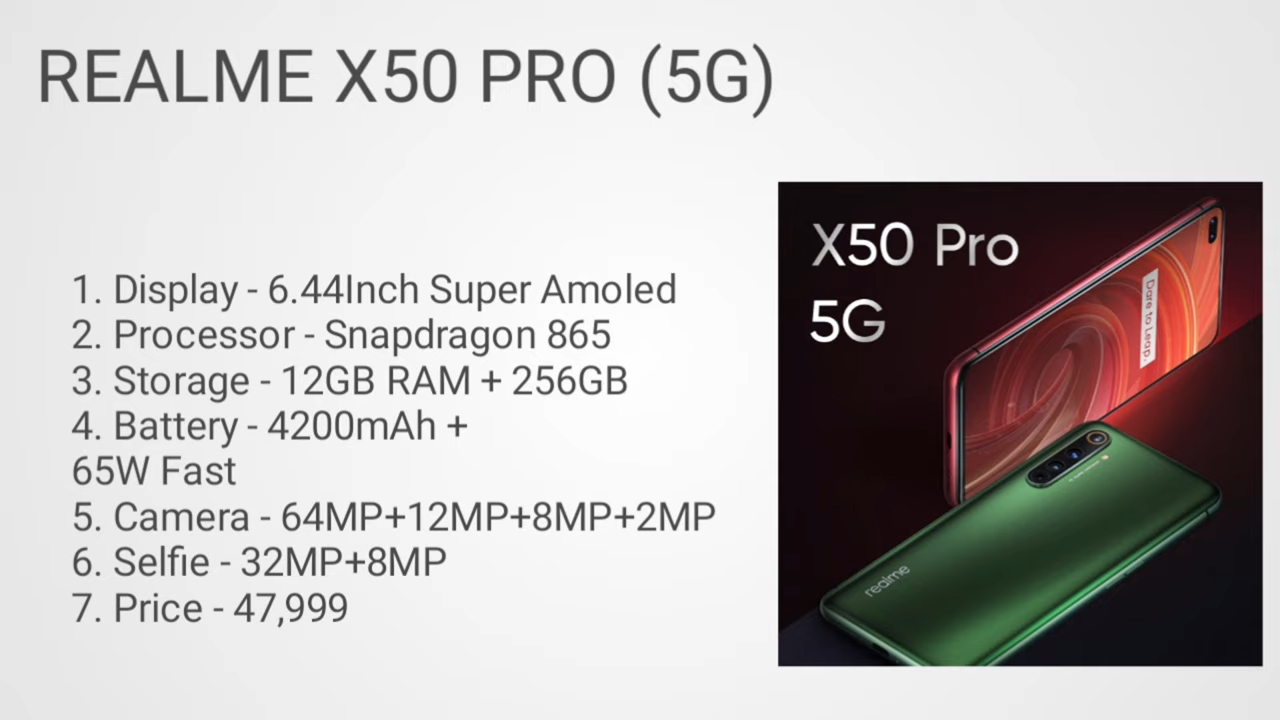 REALME X50 PRO (5G)
1. Display - 6.44Inch Super Amoled
2. Processor - Snapdragon 865
3. Storage - 12GB RAM + 256GB
4. Battery - 4200mAh +
65W Fast
5. Camera - 64MP+12MP+8MP+2MP
6. Selfie - 32MP+8MP
7. Price - 47,999
X50 Pro
5G
Dare to Leap.
realme